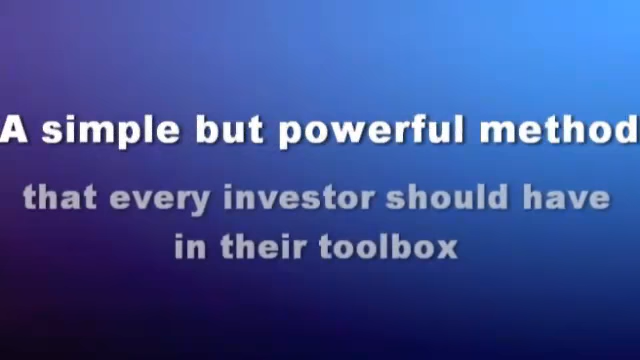 A simple but powerful method
that every investor should have
in their toolbox